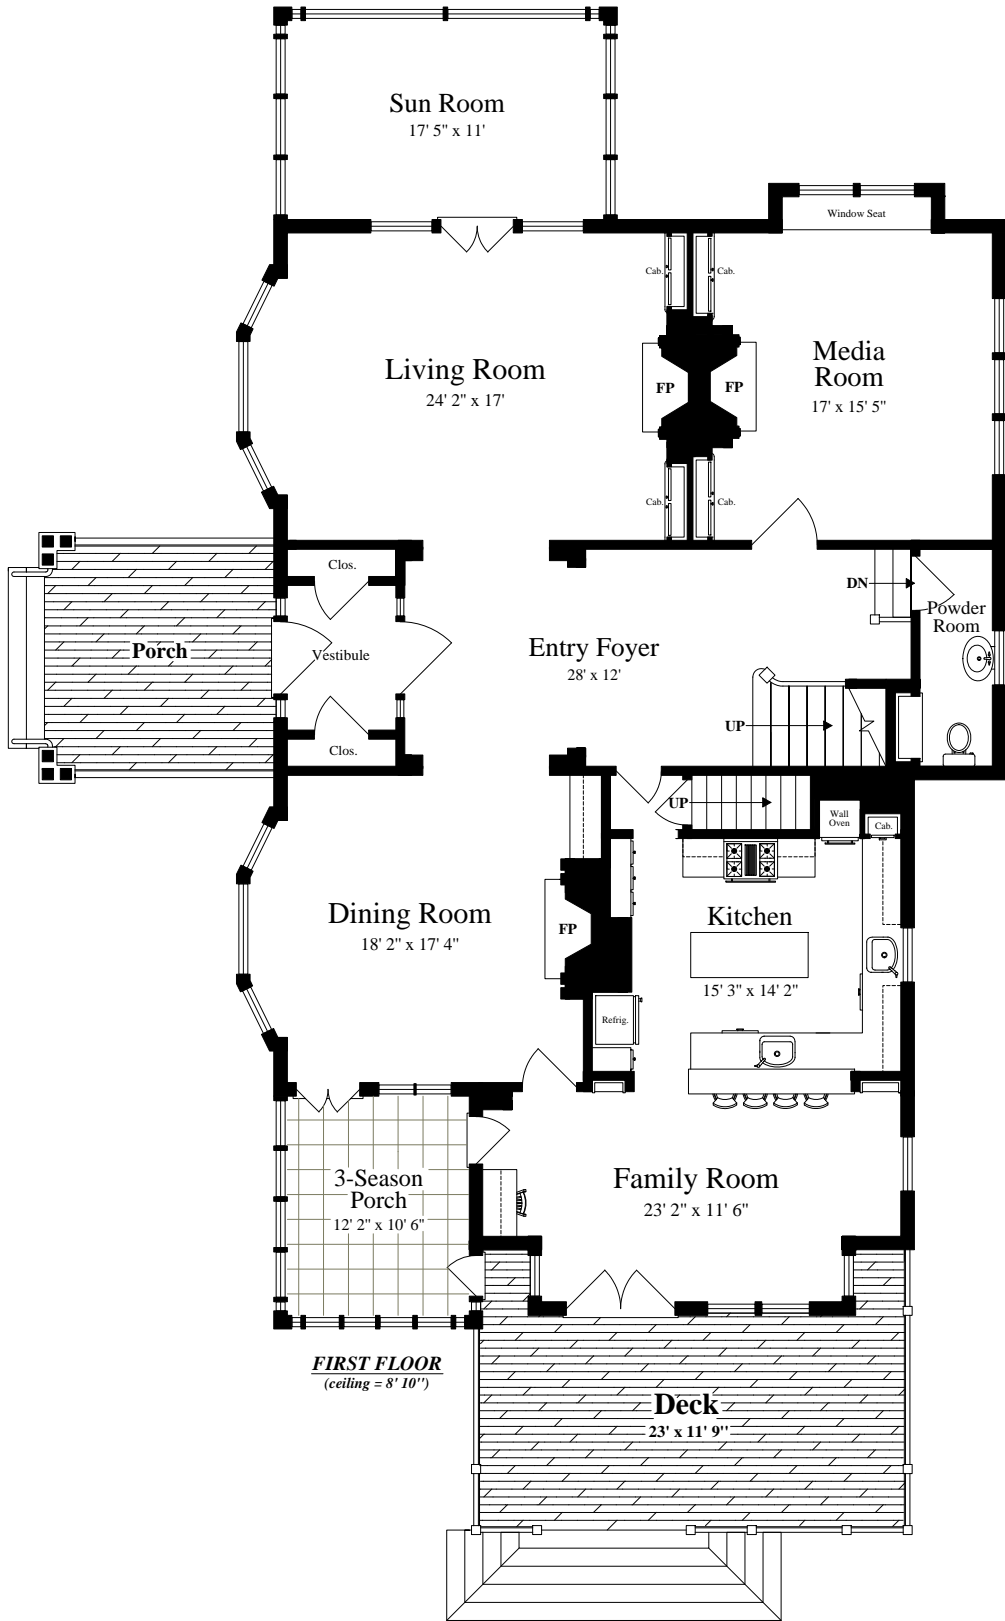 Sun Room
17' 5" x 11'
Window Seat
Cab.
Cab.
Living Room
24' 2" x 17'
FP
FP
Media
Room
17' x 15' 5"
Cab.
Cab.
Clos.
DN
Powder
Room
Porch
Vestibule
Entry Foyer
28' x 12'
UP
Clos.
UP
Wall
Oven
Cab.
Dining Room
18' 2" x 17' 4"
FP
Kitchen
15' 3" x 14' 2"
Refrig.
3-Season
Porch
12' 2" x 10' 6"
Family Room
23' 2" x 11' 6"
FIRST FLOOR
(ceiling = 8' 10")
Deck
23' x 11' 9"